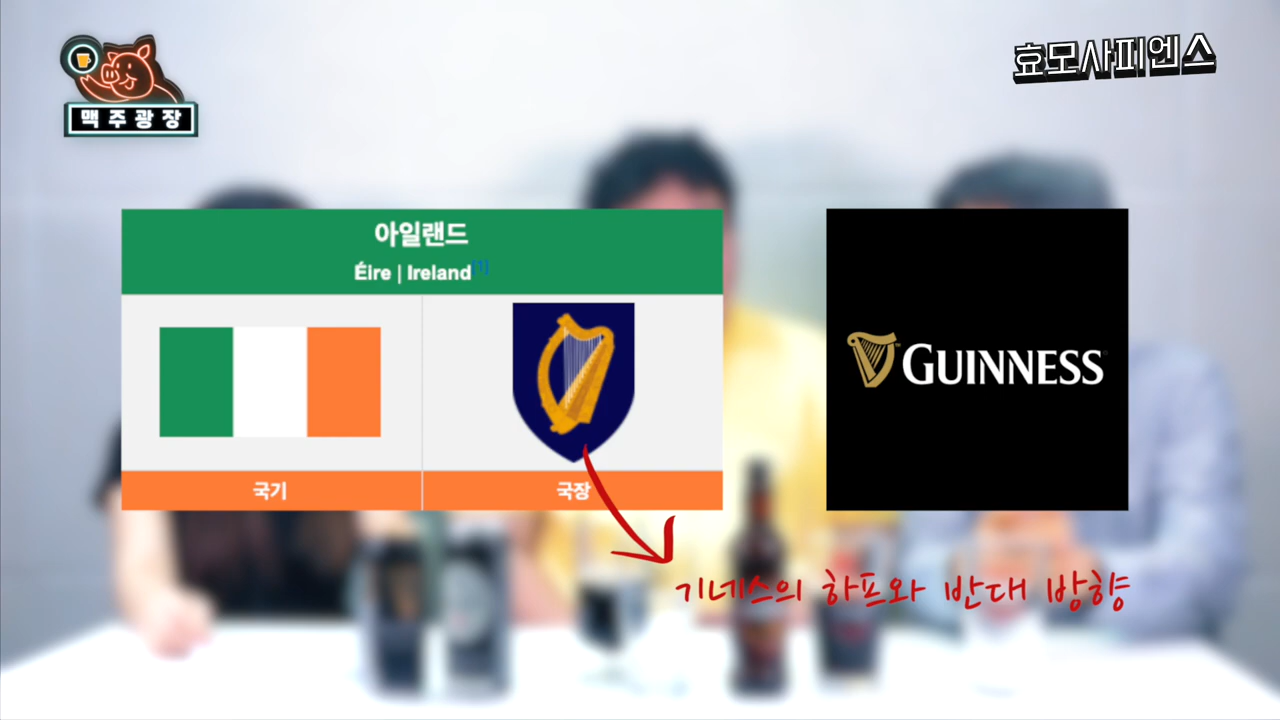 맥주광장
효모사피엔스
아일랜드
Éire | Ireland[1]
국기
국장
GUINNESS
기네스의 하프와 반대 방향